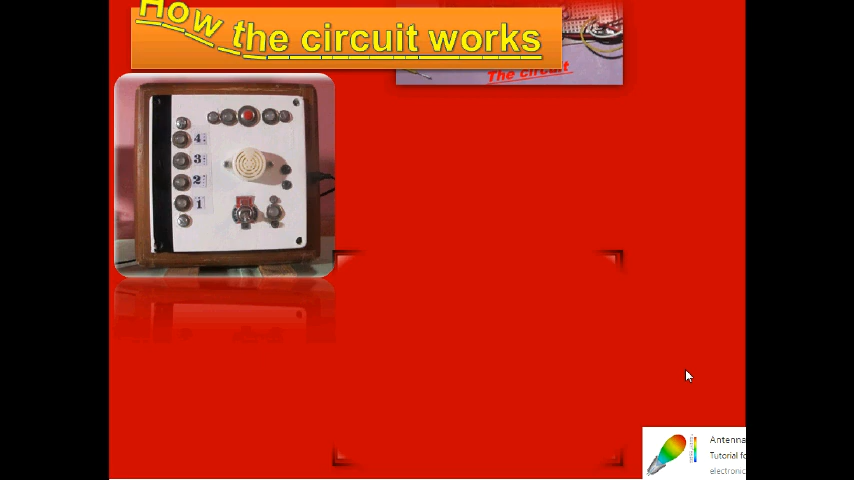 How the circuit works
The circuit
4
3
2
1
Antenna
Tutorial fo
electronic